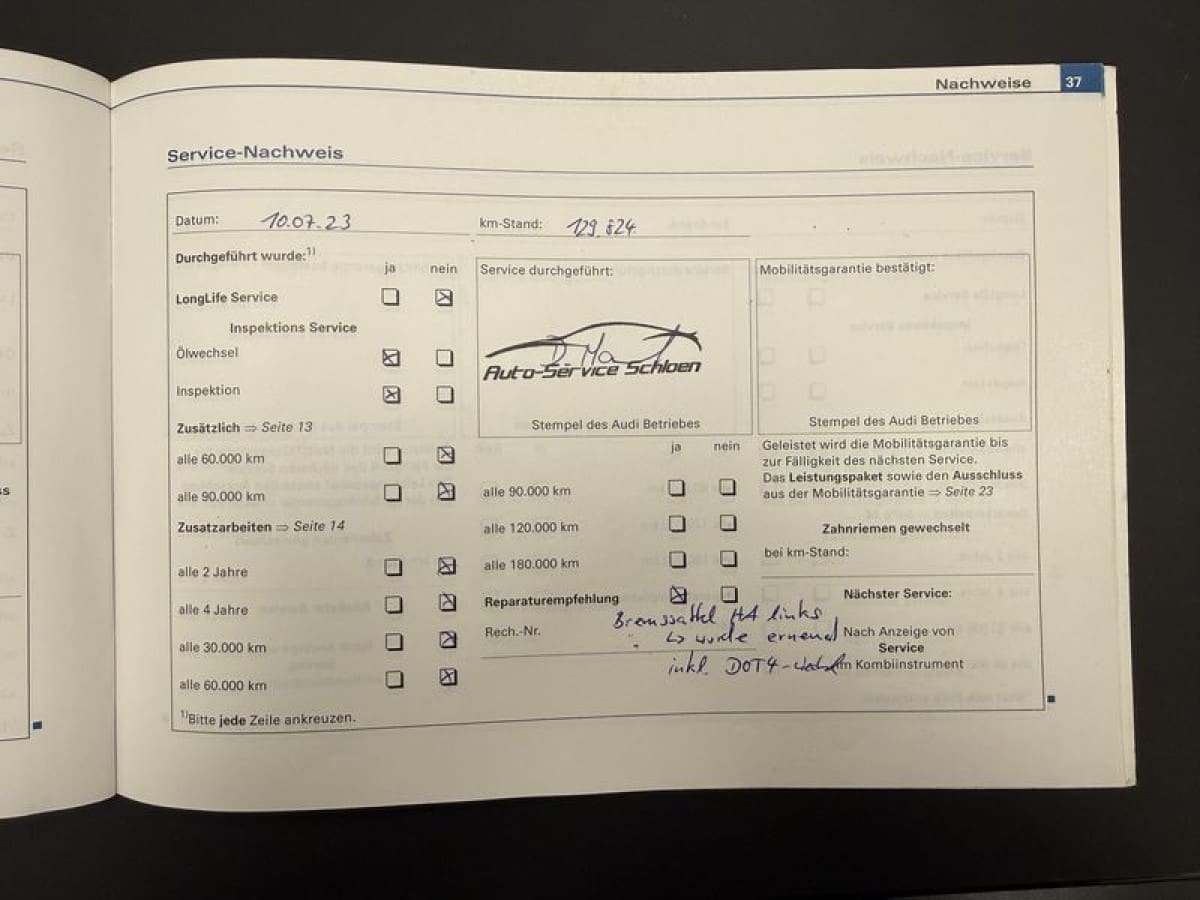 Nachweise 37
Service-Nachweis
Datum: 10.07.23 km-Stand: 129.824
Durchgeführt wurde:¹⁾
ja nein
LongLife Service
Inspektions Service
Ölwechsel
Inspektion
Zusätzlich ⇒ Seite 13
alle 60.000 km
alle 90.000 km
Zusatzarbeiten ⇒ Seite 14
alle 2 Jahre
alle 4 Jahre
alle 30.000 km
alle 60.000 km
¹⁾Bitte jede Zeile ankreuzen.
Service durchgeführt:
Auto-Service Schloen
Stempel des Audi Betriebes
ja nein
alle 90.000 km
alle 120.000 km
alle 180.000 km
Reparaturempfehlung
Bremssattel HA links
Rech.-Nr.
↳ wurde erneuert
inkl. DOT4-Wechsel
Mobilitätsgarantie bestätigt:
Stempel des Audi Betriebes
Geleistet wird die Mobilitätsgarantie bis
zur Fälligkeit des nächsten Service.
Das Leistungspaket sowie den Ausschluss
aus der Mobilitätsgarantie ⇒ Seite 23
Zahnriemen gewechselt
bei km-Stand:
Nächster Service:
Nach Anzeige von
Service
im Kombiinstrument